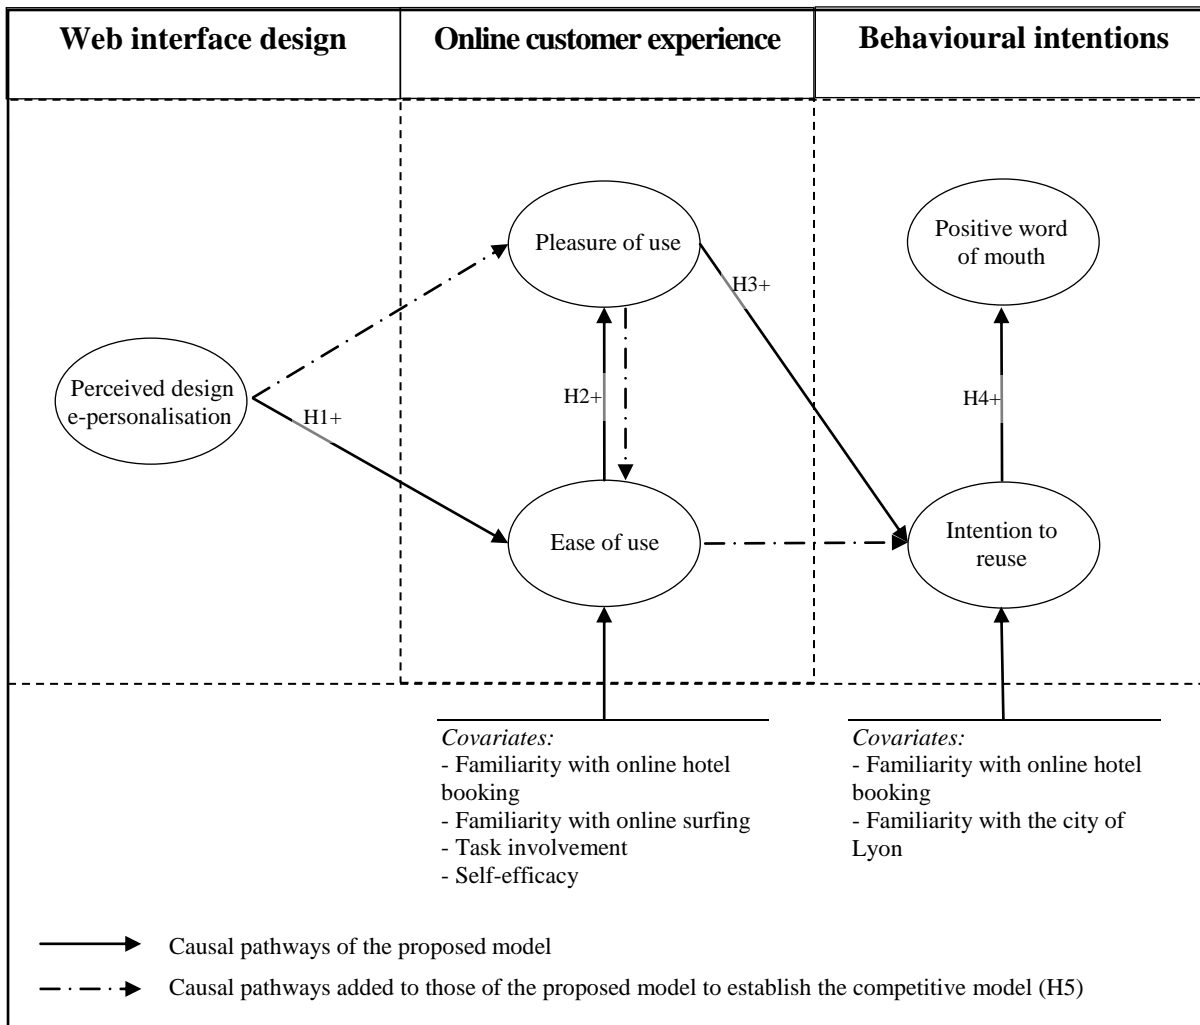 Web interface design
Online customer experience
Behavioural intentions
Pleasure of use
Positive word
of mouth
H3+
Perceived design
e-personalisation
H1+
H2+
H4+
Ease of use
Intention to
reuse
Covariates:
- Familiarity with online hotel
booking
- Familiarity with online surfing
- Task involvement
- Self-efficacy
Covariates:
- Familiarity with online hotel
booking
- Familiarity with the city of
Lyon
Causal pathways of the proposed model
Causal pathways added to those of the proposed model to establish the competitive model (H5)